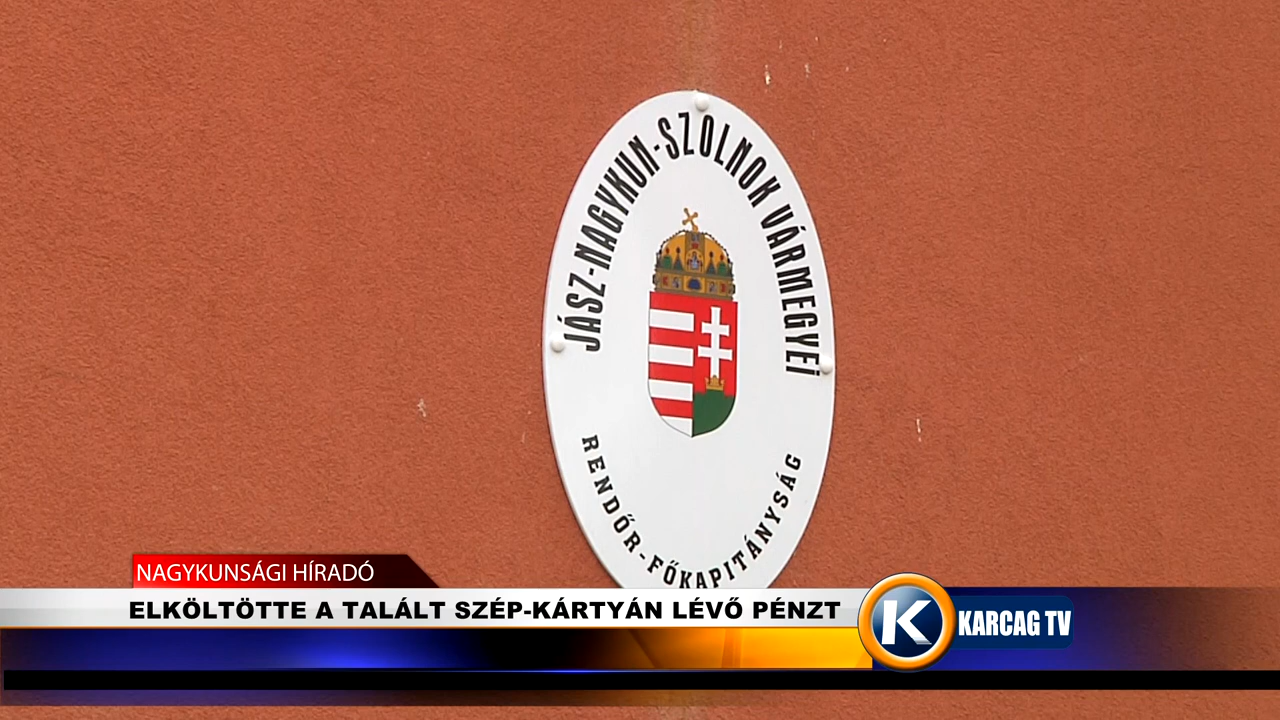 JÁSZ-NAGYKUN-SZOLNOK VÁRMEGYEI
RENDŐR-FŐKAPITÁNYSÁG
NAGYKUNSÁGI HÍRADÓ
ELKÖLTÖTTE A TALÁLT SZÉP-KÁRTYÁN LÉVŐ PÉNZT
K KARCAG TV